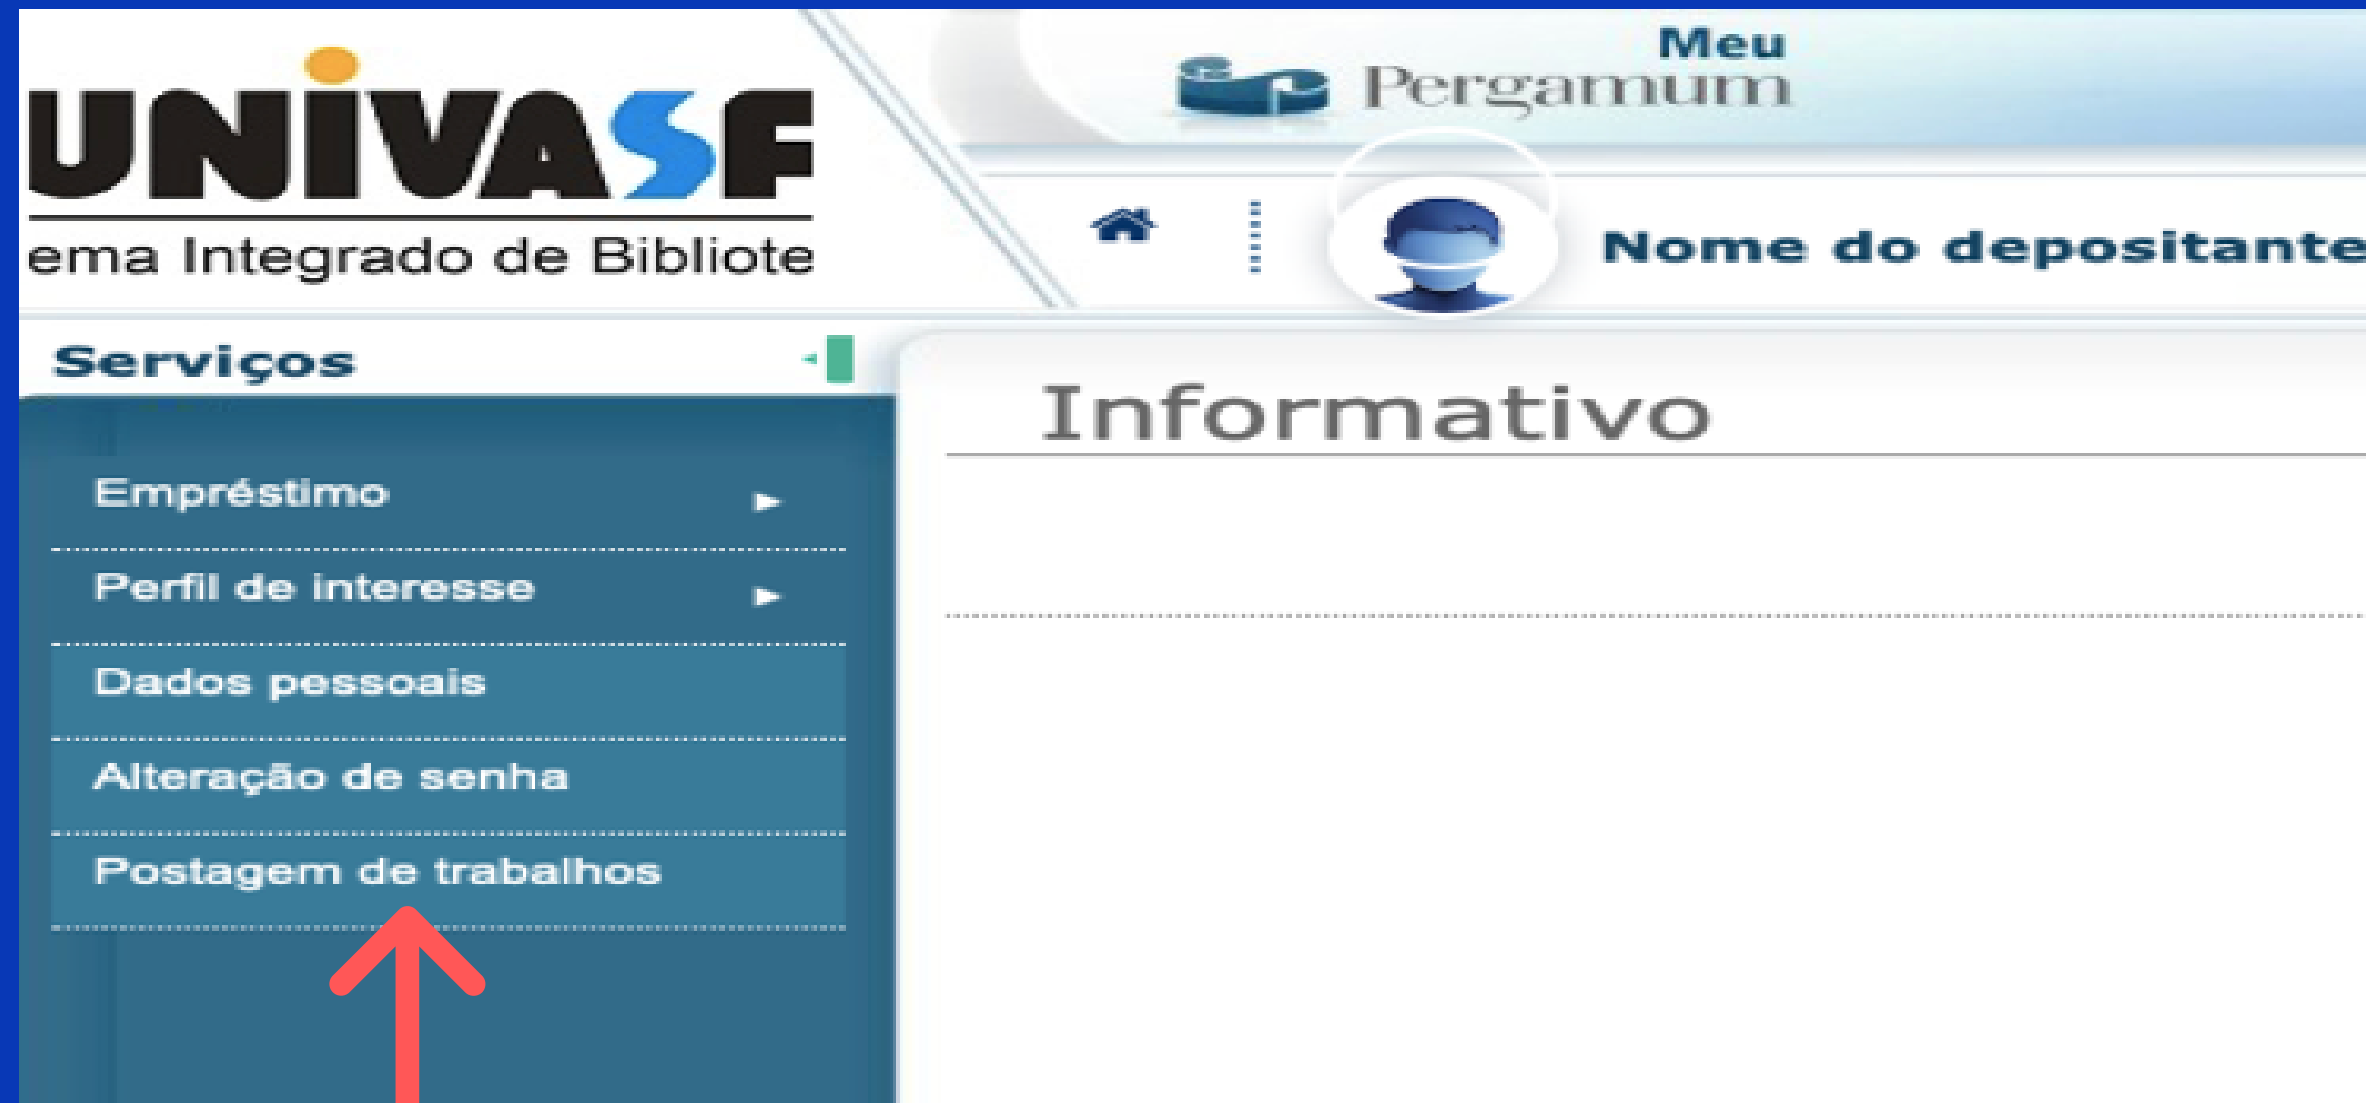 UNIVASF
ema Integrado de Bibliote
Meu
Pergamum
Nome do depositante
Serviços
Informativo
Empréstimo
Perfil de interesse
Dados pessoais
Alteração de senha
Postagem de trabalhos